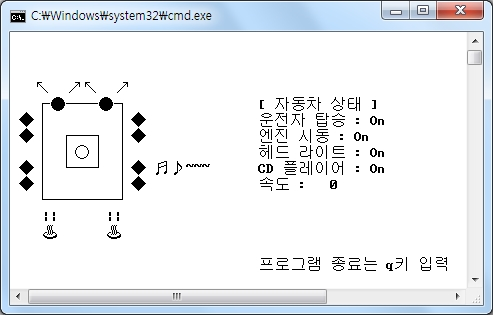 C:\Windows\system32\cmd.exe
[ 자동차 상태 ]
운전자 탑승 : On
엔진 시동 : On
헤드 라이트 : On
CD 플레이어 : On
속도 : 0
프로그램 종료는 q키 입력